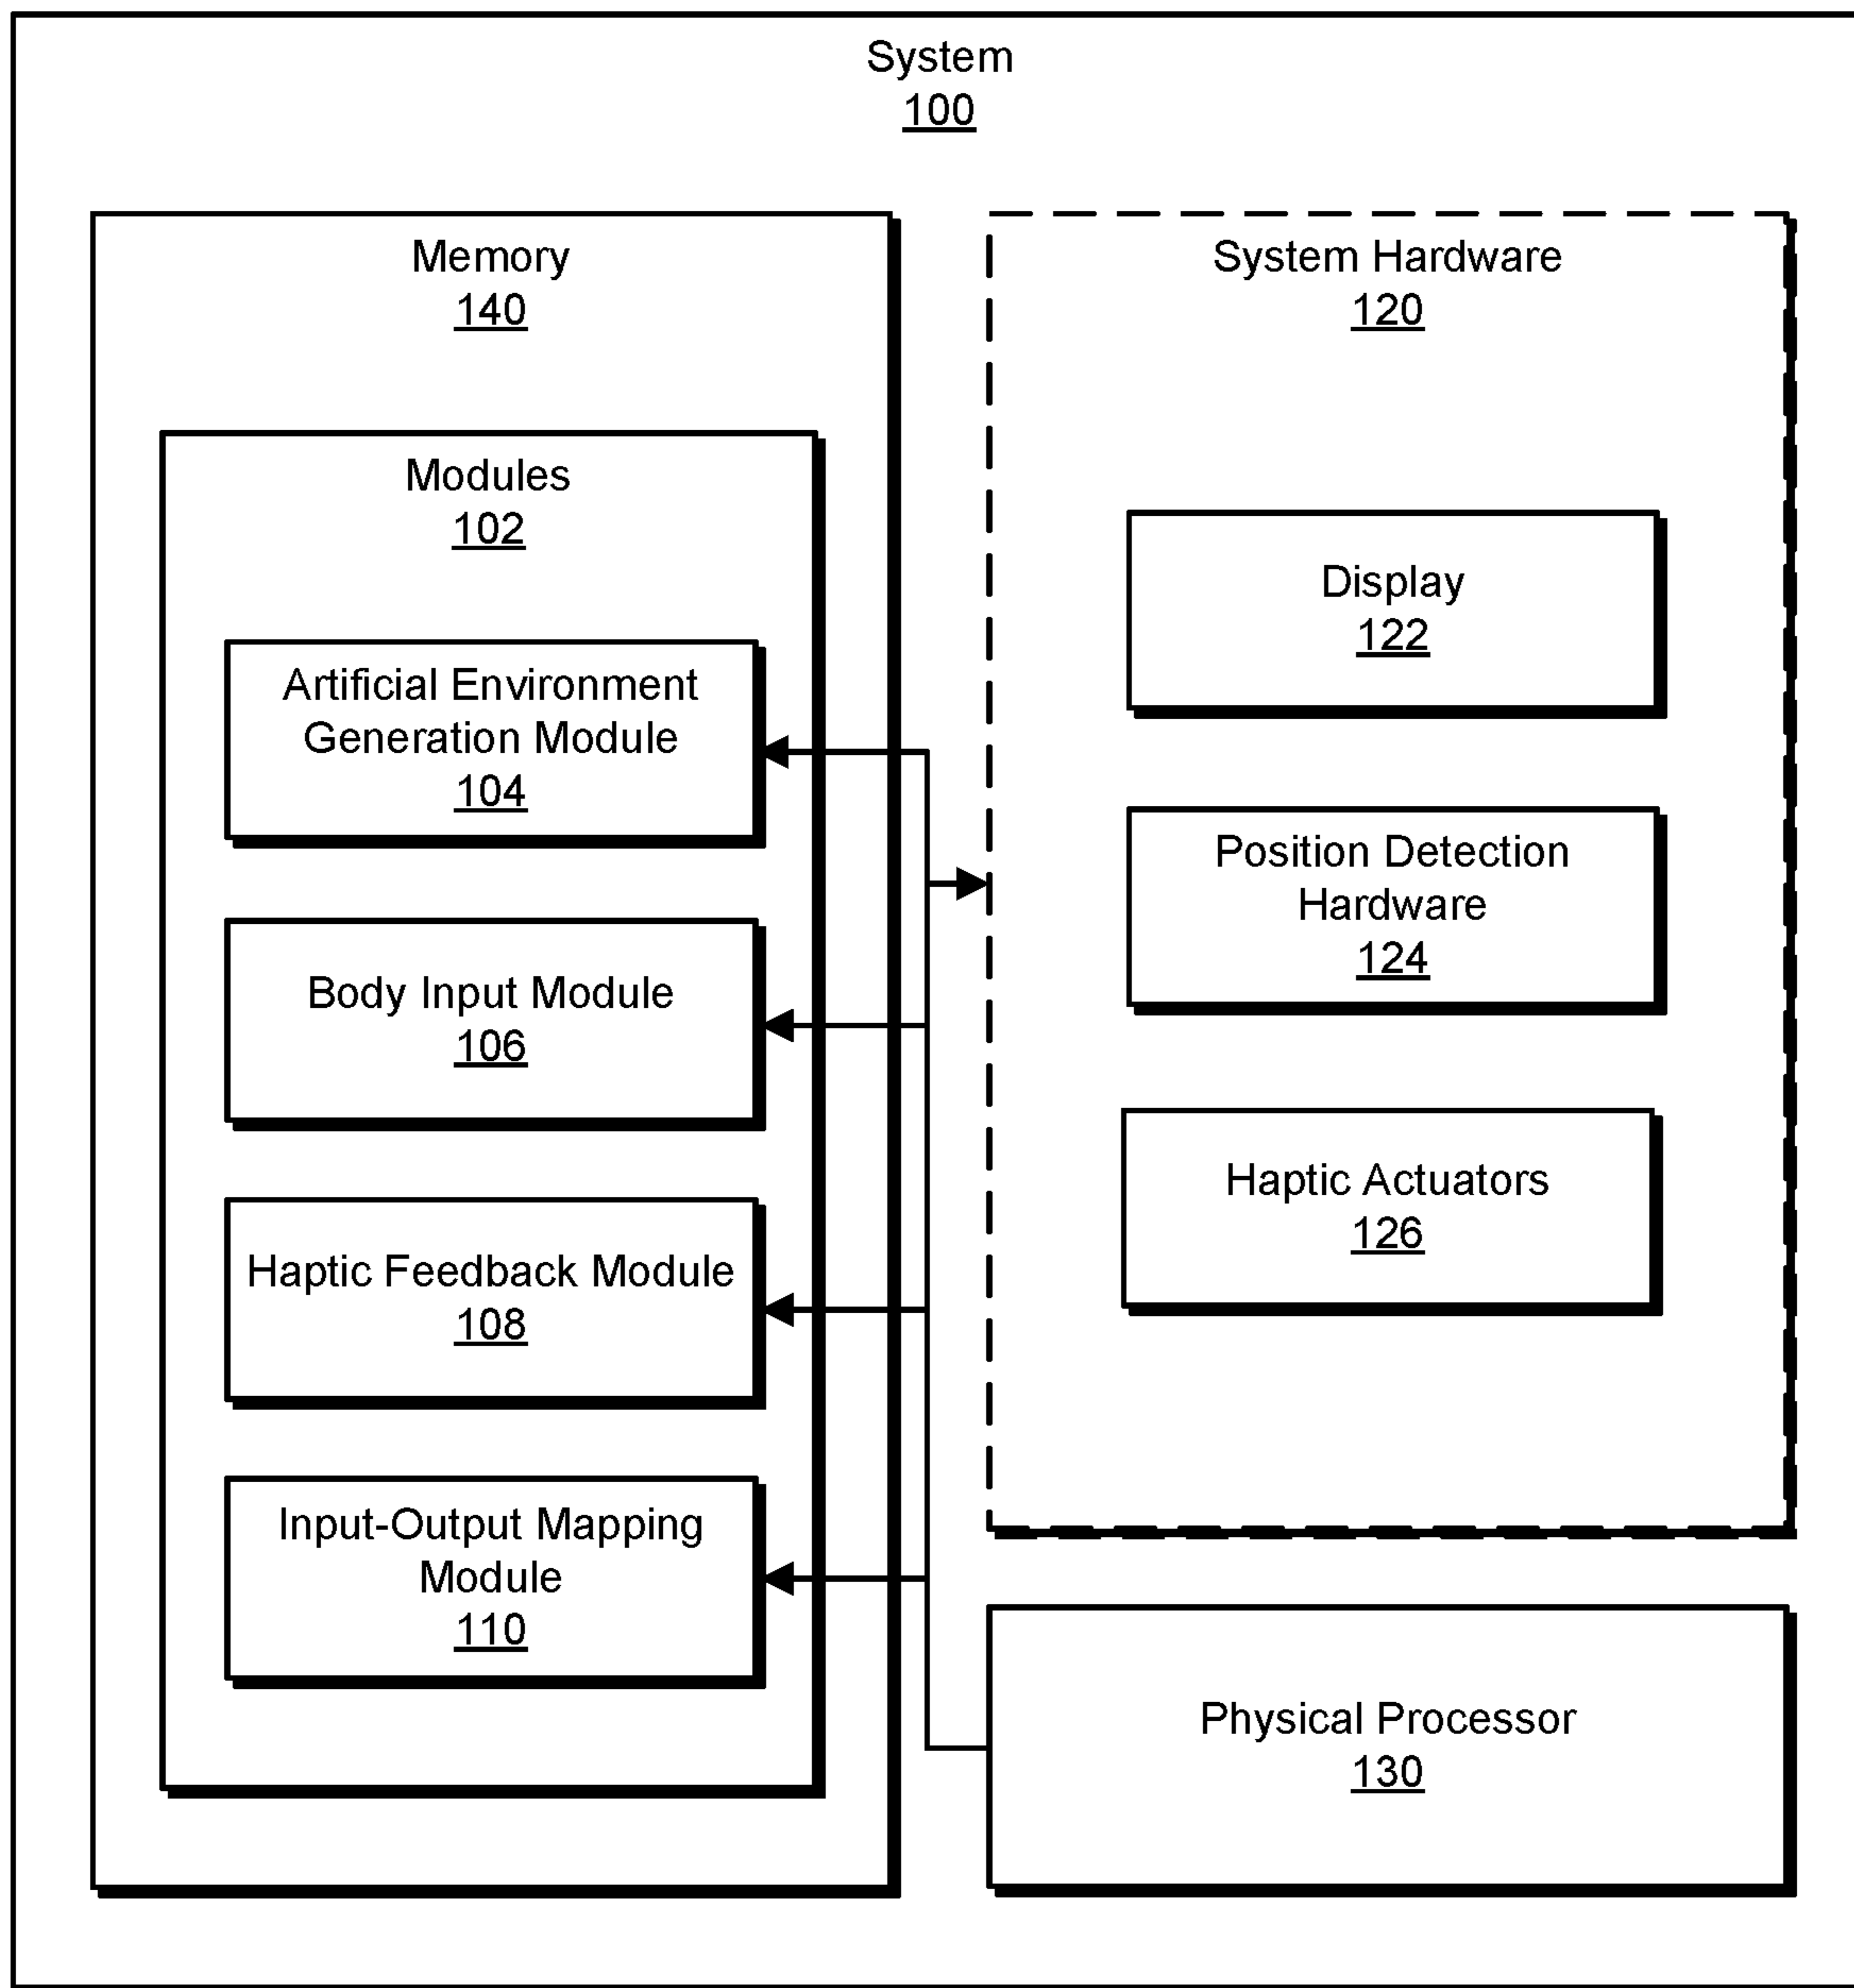 System
100
Memory
140
Modules
102
Artificial Environment
Generation Module
104
Body Input Module
106
Haptic Feedback Module
108
Input-Output Mapping
Module
110
System Hardware
120
Display
122
Position Detection
Hardware
124
Haptic Actuators
126
Physical Processor
130